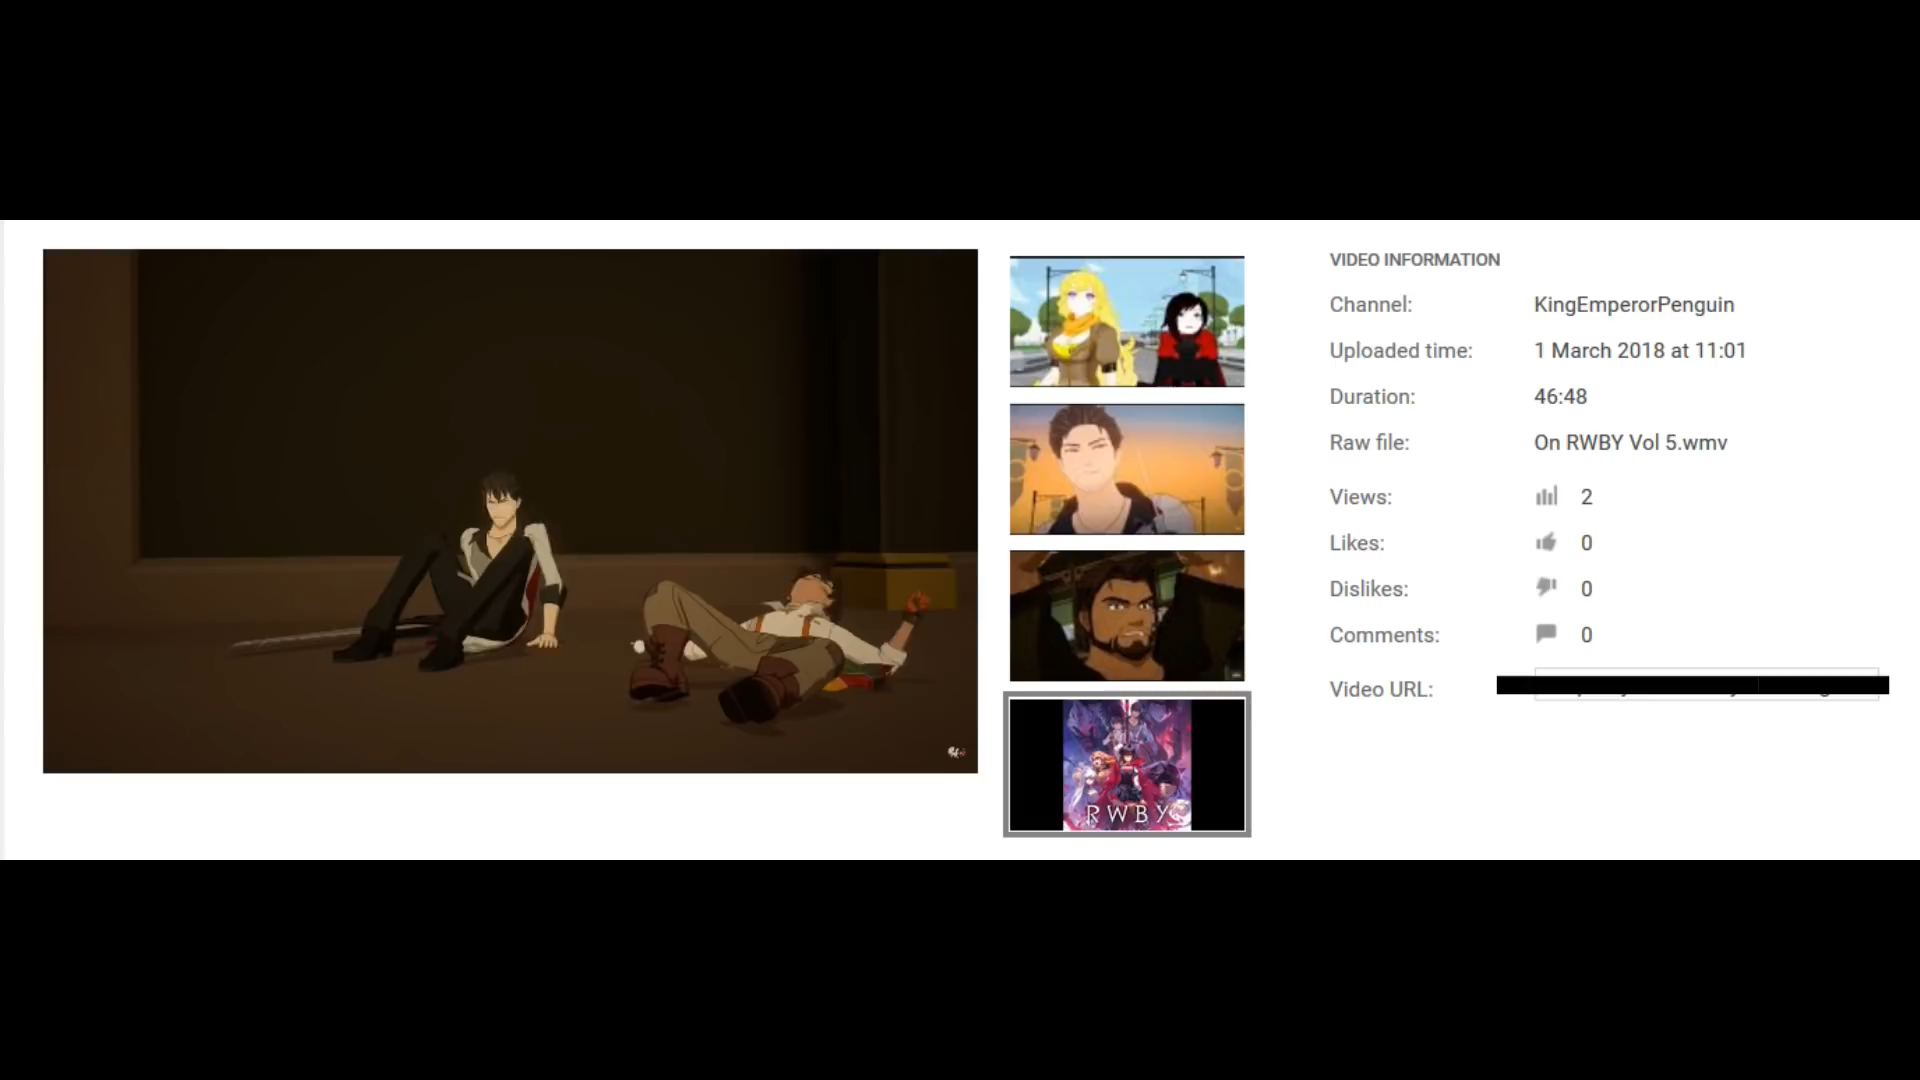 VIDEO INFORMATION
Channel: KingEmperorPenguin
Uploaded time: 1 March 2018 at 11:01
Duration: 46:48
Raw file: On RWBY Vol 5.wmv
Views: 2
Likes: 0
Dislikes: 0
Comments: 0
Video URL:
RWBY